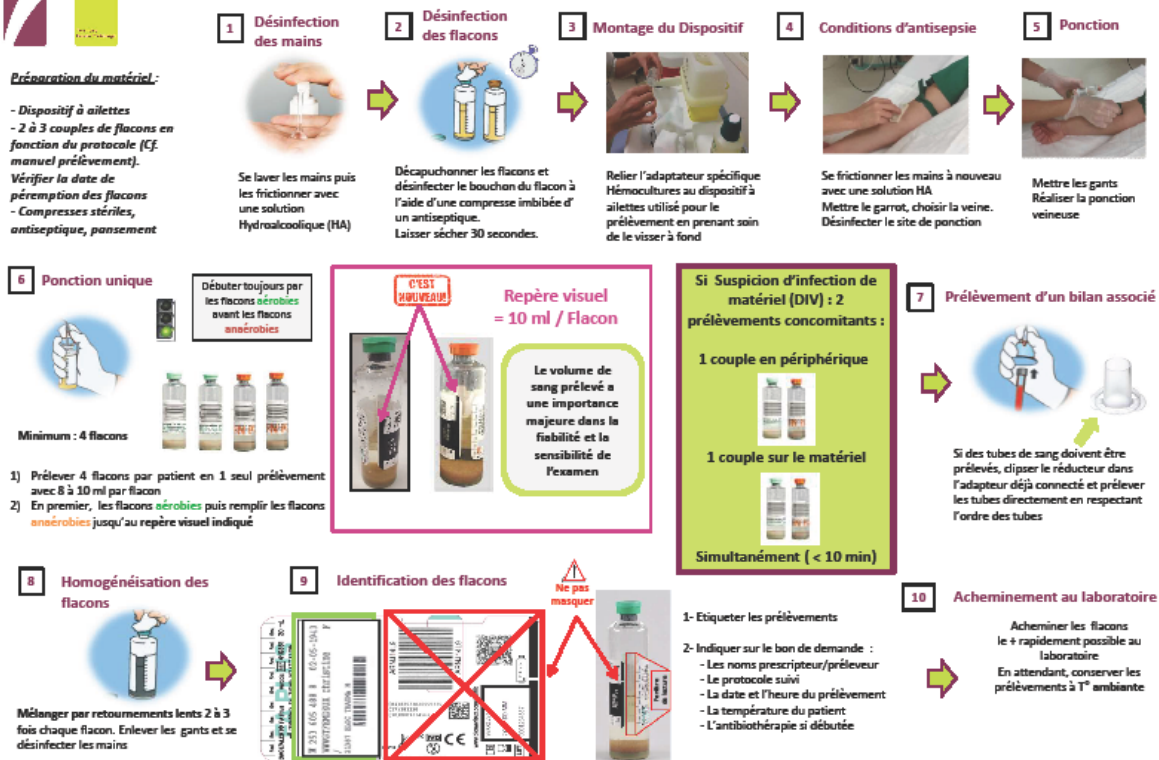 Préparation du matériel :
- Dispositif à ailettes
- 2 à 3 couples de flacons en
fonction du protocole (Cf.
manuel prélèvement).
Vérifier la date de
péremption des flacons
- Compresses stériles,
antiseptique, pansement
1 Désinfection
des mains
Se laver les mains puis
les frictionner avec
une solution
Hydroalcoolique (HA)
2 Désinfection
des flacons
Décapuchonner les flacons et
désinfecter le bouchon du flacon à
l'aide d'une compresse imbibée d'
un antiseptique.
Laisser sécher 30 secondes.
3 Montage du Dispositif
Relier l'adaptateur spécifique
Hémocultures au dispositif à
ailettes utilisé pour le
prélèvement en prenant soin
de le visser à fond
4 Conditions d'antisepsie
Se frictionner les mains à nouveau
avec une solution HA
Mettre le garrot, choisir la veine.
Désinfecter le site de ponction
5 Ponction
Mettre les gants
Réaliser la ponction
veineuse
6 Ponction unique
Débuter toujours par
les flacons aérobies
avant les flacons
anaérobies
Minimum : 4 flacons
1) Prélever 4 flacons par patient en 1 seul prélèvement
avec 8 à 10 ml par flacon
2) En premier, les flacons aérobies puis remplir les flacons
anaérobies jusqu'au repère visuel indiqué
C'EST
NOUVEAU!
Repère visuel
= 10 ml / Flacon
Le volume de
sang prélevé a
une importance
majeure dans la
fiabilité et la
sensibilité de
l'examen
Si Suspicion d'infection de
matériel (DIV) : 2
prélèvements concomitants :
1 couple en périphérique
1 couple sur le matériel
Simultanément ( < 10 min)
7 Prélèvement d'un bilan associé
Si des tubes de sang doivent être
prélevés, clipser le réducteur dans
l'adapteur déjà connecté et prélever
les tubes directement en respectant
l'ordre des tubes
8 Homogénéisation des
flacons
Mélanger par retournements lents 2 à 3
fois chaque flacon. Enlever les gants et se
désinfecter les mains
9 Identification des flacons
Ne pas
masquer
1- Etiqueter les prélèvements
2- Indiquer sur le bon de demande :
- Les noms prescripteur/préleveur
- Le protocole suivi
- La date et l'heure du prélèvement
- La température du patient
- L'antibiothérapie si débutée
10 Acheminement au laboratoire
Acheminer les flacons
le + rapidement possible au
laboratoire
En attendant, conserver les
prélèvements à T° ambiante